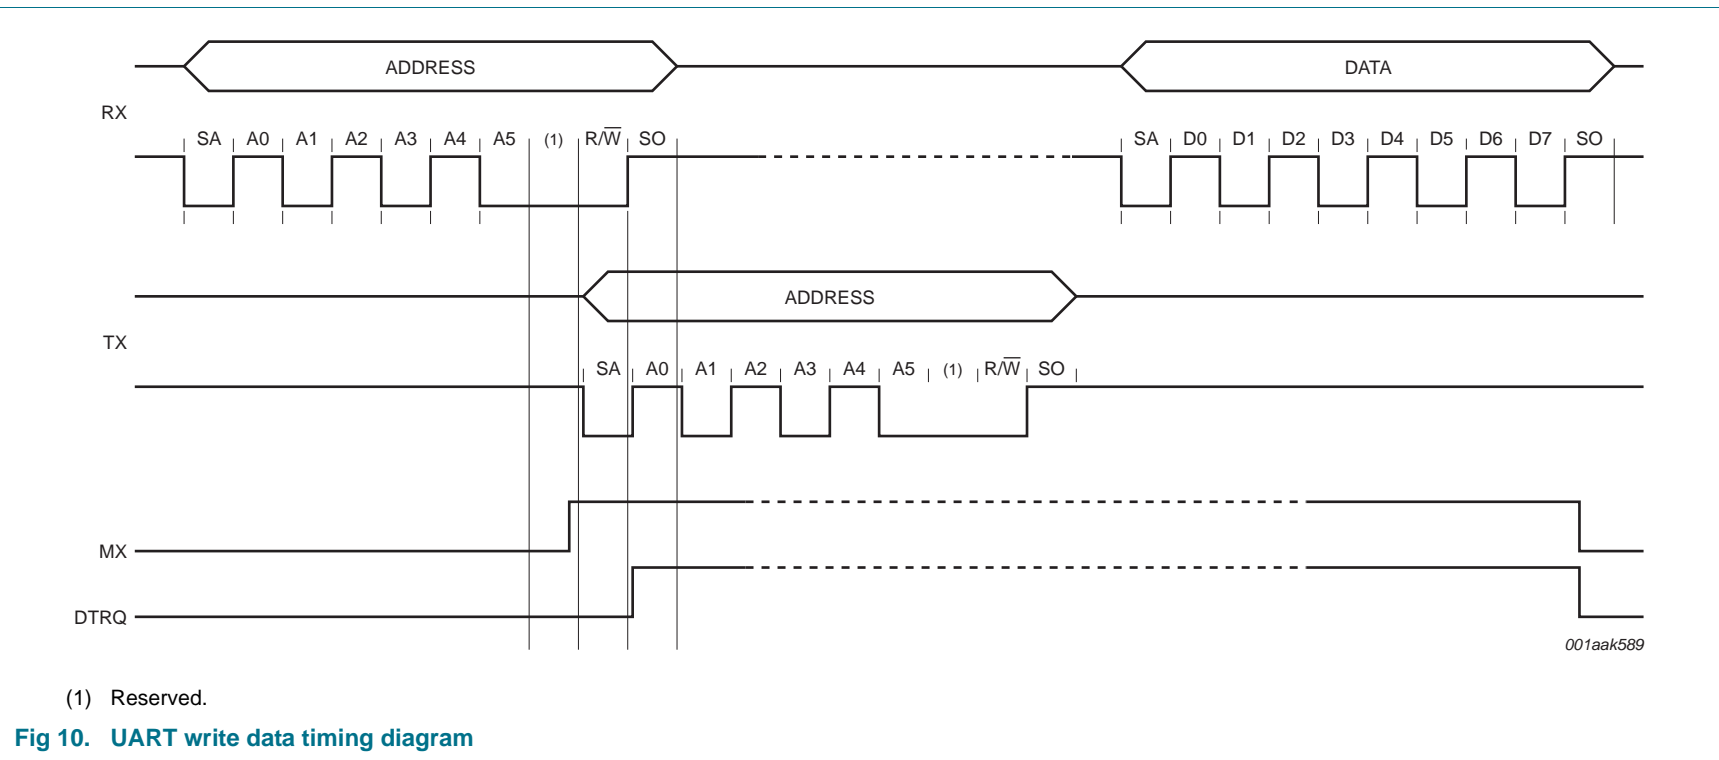 ADDRESS DATA
RX
SA A0 A1 A2 A3 A4 A5 (1) R/W̅ SO SA D0 D1 D2 D3 D4 D5 D6 D7 SO
ADDRESS
TX
SA A0 A1 A2 A3 A4 A5 (1) R/W̅ SO
MX
DTRQ
001aak589
(1) Reserved.
Fig 10. UART write data timing diagram